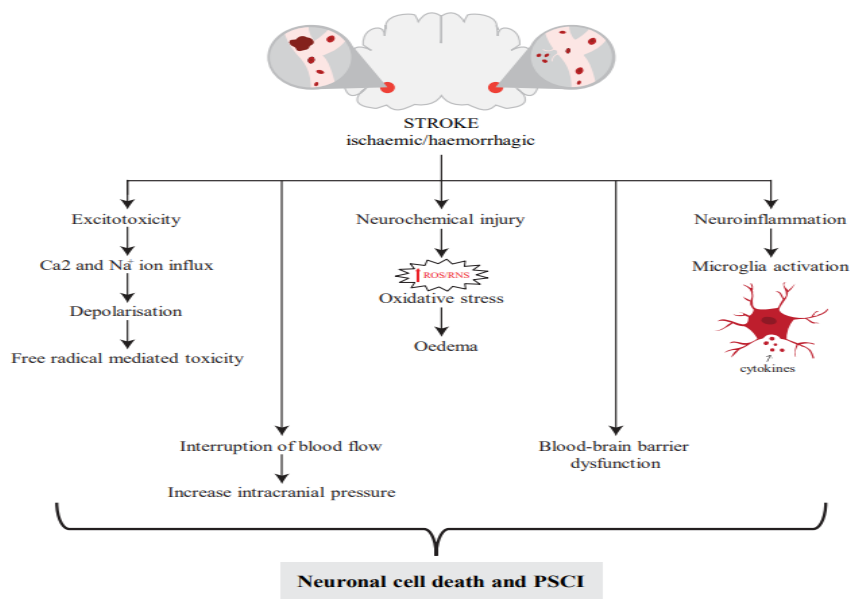 STROKE
ischaemic/haemorrhagic
Excitotoxicity
Neurochemical injury
Neuroinflammation
Ca2 and Na+ ion influx
ROS/RNS
Microglia activation
Depolarisation
Oxidative stress
Free radical mediated toxicity
Oedema
cytokines
Interruption of blood flow
Blood-brain barrier
dysfunction
Increase intracranial pressure
Neuronal cell death and PSCI